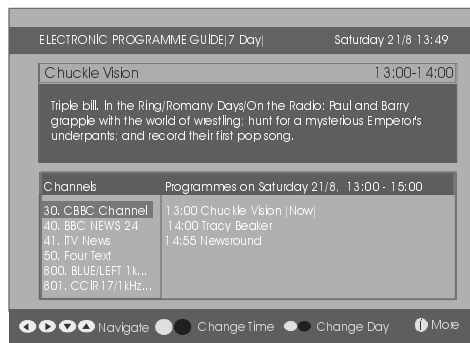 ELECTRONIC PROGRAMME GUIDE|7 Day| Saturday 21/8 13:49
Chuckle Vision 13:00-14:00
Triple bill. In the Ring/Romany Days/On the Radio: Paul and Barry
grapple with the world of wrestling; hunt for a mysterious Emperor's
underpants; and record their first pop song.
Channels Programmes on Saturday 21/8, 13:00 - 15:00
30. CBBC Channel 13:00 Chuckle Vision |Now|
40. BBC NEWS 24 14:00 Tracy Beaker
41. ITV News 14:55 Newsround
50. Four Text
800. BLUE/LEFT 1k...
801. CCIR17/1kHz...
Navigate Change Time Change Day i More